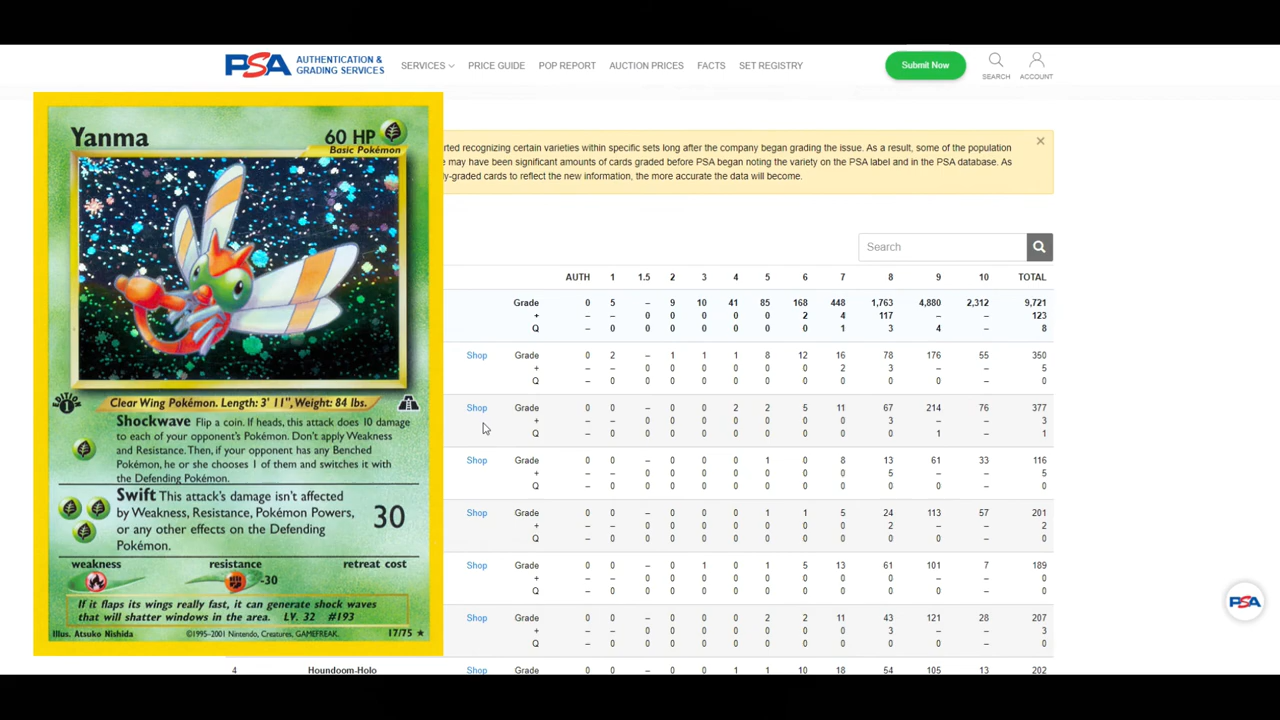 PSA AUTHENTICATION &
GRADING SERVICES
SERVICES PRICE GUIDE POP REPORT AUCTION PRICES FACTS SET REGISTRY
Submit Now
SEARCH ACCOUNT
rted recognizing certain varieties within specific sets long after the company began grading the issue. As a result, some of the population
e may have been significant amounts of cards graded before PSA began noting the variety on the PSA label and in the PSA database. As
ly-graded cards to reflect the new information, the more accurate the data will become.
Yanma 60 HP
Basic Pokémon
EDITION 1
Clear Wing Pokémon. Length: 3' 11", Weight: 84 lbs.
Shockwave Flip a coin. If heads, this attack does 10 damage
to each of your opponent's Pokémon. Don't apply Weakness
and Resistance. Then, if your opponent has any Benched
Pokémon, he or she chooses 1 of them and switches it with
the Defending Pokémon.
Swift This attack's damage isn't affected
by Weakness, Resistance, Pokémon Powers,
or any other effects on the Defending
Pokémon.
30
weakness resistance retreat cost
-30
If it flaps its wings really fast, it can generate shock waves
that will shatter windows in the area. LV. 32 #193
Illus. Atsuko Nishida ©1995-2001 Nintendo, Creatures, GAMEFREAK. 17/75 ★
Search
AUTH 1 1.5 2 3 4 5 6 7 8 9 10 TOTAL
Grade 0 5 – 9 10 41 85 168 448 1,763 4,880 2,312 9,721
+ – – 0 0 0 0 0 2 4 117 – – 123
Q – 0 0 0 0 0 0 0 1 3 4 – 8
Shop Grade 0 2 – 1 1 1 8 12 16 78 176 55 350
+ – – 0 0 0 0 0 0 2 3 – – 5
Q – 0 0 0 0 0 0 0 0 0 0 – 0
Shop Grade 0 0 – 0 0 2 2 5 11 67 214 76 377
+ – – 0 0 0 0 0 0 0 3 – – 3
Q – 0 0 0 0 0 0 0 0 0 1 – 1
Shop Grade 0 0 – 0 0 0 1 0 8 13 61 33 116
+ – – 0 0 0 0 0 0 0 5 – – 5
Q – 0 0 0 0 0 0 0 0 0 0 – 0
Shop Grade 0 0 – 0 0 0 1 1 5 24 113 57 201
+ – – 0 0 0 0 0 0 0 2 – – 2
Q – 0 0 0 0 0 0 0 0 0 0 – 0
Shop Grade 0 0 – 0 1 0 1 5 13 61 101 7 189
+ – – 0 0 0 0 0 0 0 0 – – 0
Q – 0 0 0 0 0 0 0 0 0 0 – 0
Shop Grade 0 0 – 0 0 0 2 2 11 43 121 28 207
+ – – 0 0 0 0 0 0 0 3 – – 3
Q – 0 0 0 0 0 0 0 0 0 0 – 0
4 Houndoom-Holo Shop Grade 0 0 – 0 0 1 1 10 18 54 105 13 202
PSA